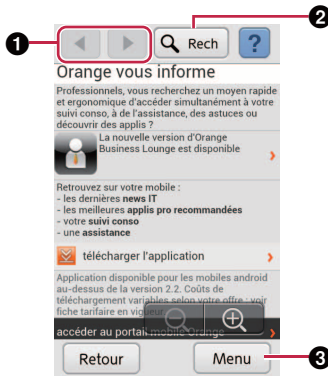 ❷
❶
Rech
?
Orange vous informe
Professionnels, vous recherchez un moyen rapide
et ergonomique d'accéder simultanément à votre
suivi conso, à de l'assistance, des astuces ou
découvrir des applis ?
La nouvelle version d'Orange
Business Lounge est disponible
Retrouvez sur votre mobile :
- les dernières news IT
- les meilleures applis pro recommandées
- votre suivi conso
- une assistance
télécharger l'application
Application disponible pour les mobiles android
au-dessus de la version 2.2. Coûts de
téléchargement variables selon votre offre : voir
fiche tarifaire en vigueur
accéder au portail mobile Orange
Retour
Menu
❸